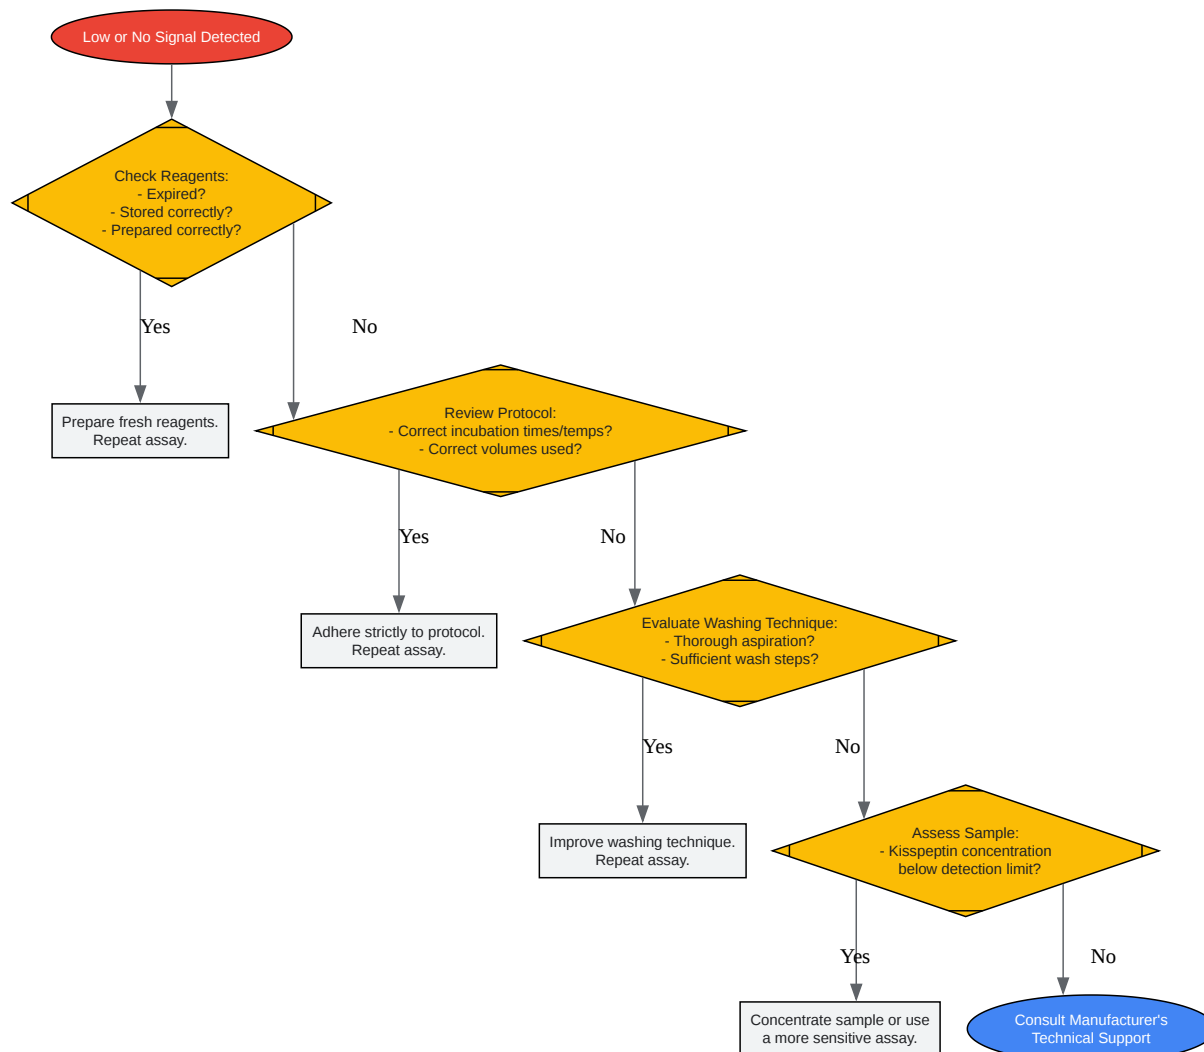 Low or No Signal Detected
Check Reagents:
- Expired?
- Stored correctly?
- Prepared correctly?
Yes
No
Prepare fresh reagents.
Repeat assay.
Review Protocol:
- Correct incubation times/temps?
- Correct volumes used?
Yes
No
Adhere strictly to protocol.
Repeat assay.
Evaluate Washing Technique:
- Thorough aspiration?
- Sufficient wash steps?
Yes
No
Improve washing technique.
Repeat assay.
Assess Sample:
- Kisspeptin concentration
below detection limit?
Yes
No
Concentrate sample or use
a more sensitive assay.
Consult Manufacturer's
Technical Support